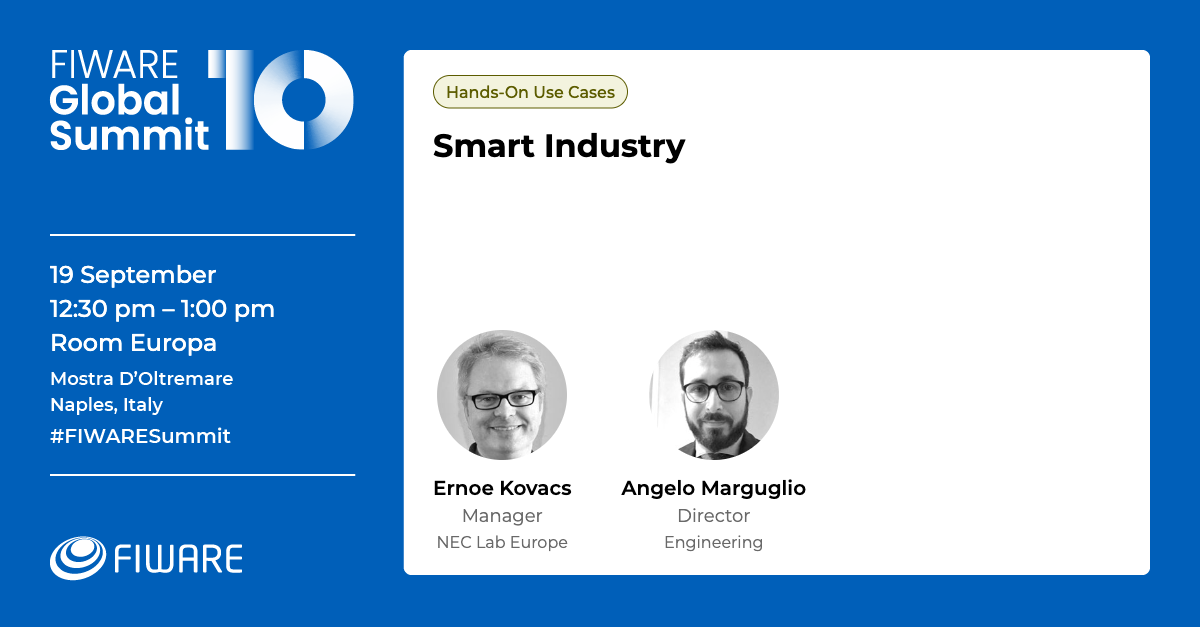 FIWARE
Global
Summit
10
19 September
12:30 pm – 1:00 pm
Room Europa
Mostra D’Oltremare
Naples, Italy
#FIWARESummit
FIWARE
Hands-On Use Cases
Smart Industry
Ernoe Kovacs
Manager
NEC Lab Europe
Angelo Marguglio
Director
Engineering